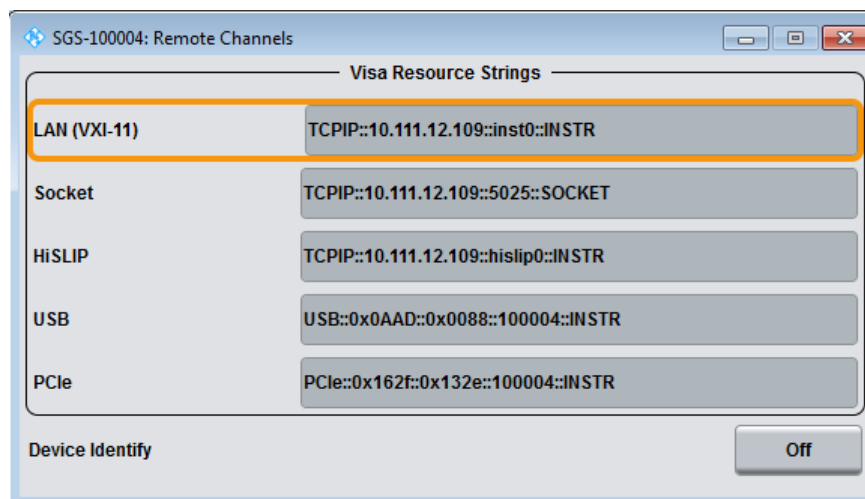 SGS-100004: Remote Channels
Visa Resource Strings
LAN (VXI-11) TCPIP::10.111.12.109::inst0::INSTR
Socket TCPIP::10.111.12.109::5025::SOCKET
HiSLIP TCPIP::10.111.12.109::hislip0::INSTR
USB USB::0x0AAD::0x0088::100004::INSTR
PCIe PCIe::0x162f::0x132e::100004::INSTR
Device Identify Off